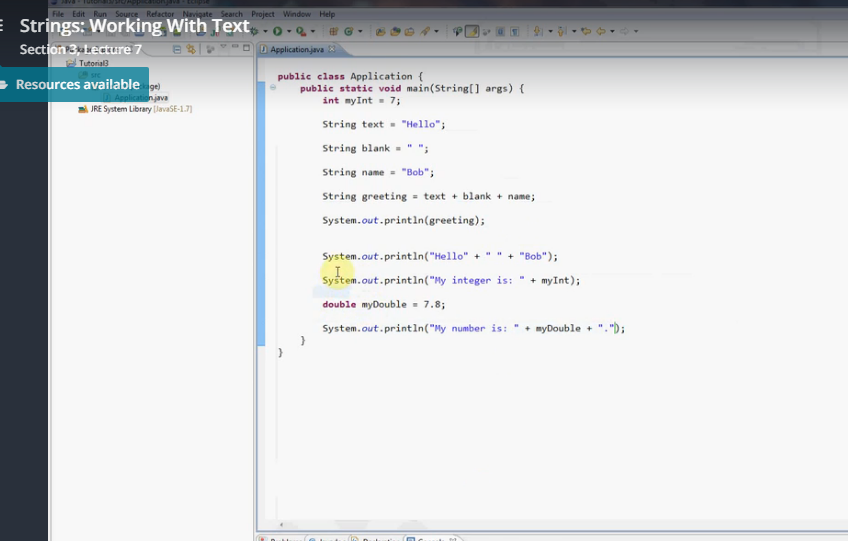 Strings: Working With Text
Section 3, Lecture 7
Resources available
File Edit Run Source Refactor Navigate Search Project Window Help
Tutorial3
src
Application.java
JRE System Library [JavaSE-1.7]
Application.java
public class Application {
public static void main(String[] args) {
int myInt = 7;
String text = "Hello";
String blank = " ";
String name = "Bob";
String greeting = text + blank + name;
System.out.println(greeting);
System.out.println("Hello" + " " + "Bob");
System.out.println("My integer is: " + myInt);
double myDouble = 7.8;
System.out.println("My number is: " + myDouble + ".");
}
}